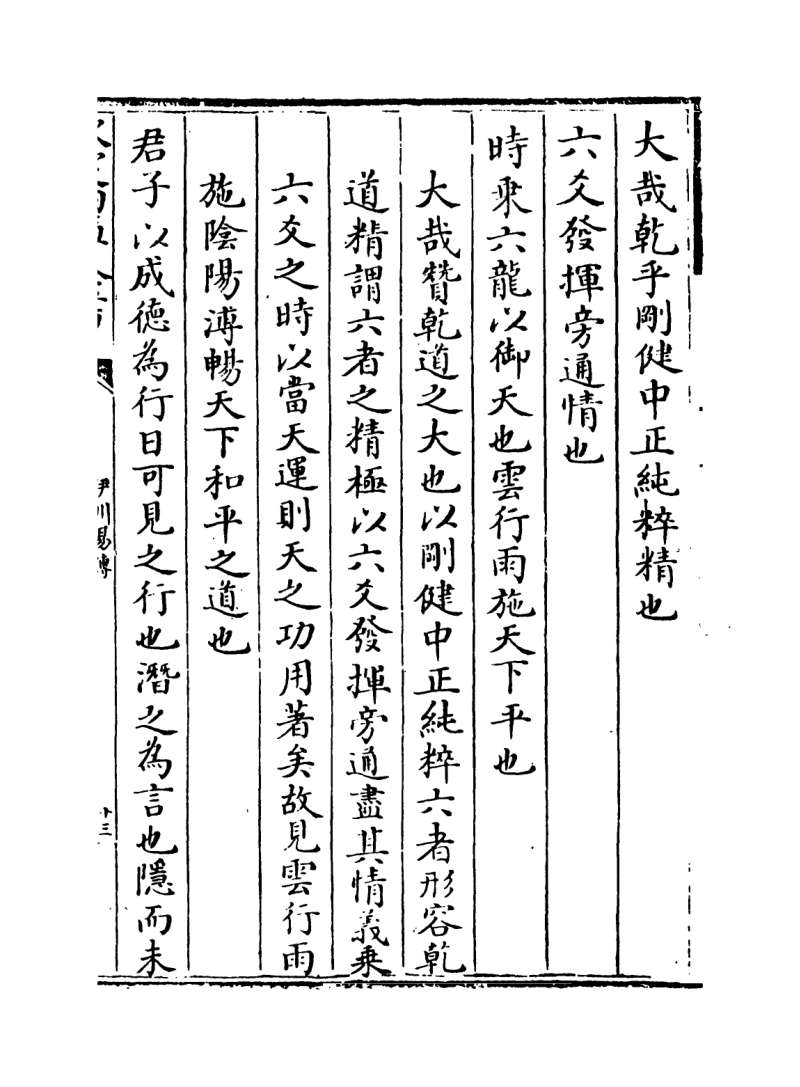 大哉乾乎剛健中正純粹精也
六爻發揮旁通情也
時乘六龍以御天也雲行雨施天下平也
大哉贊乾道之大也以剛健中正純粹六者形容乾
道精謂六者之精極以六爻發揮旁通盡其情義乘
六爻之時以當天運則天之功用著矣故見雲行雨
施陰陽溥暢天下和平之道也
君子以成徳為行日可見之行也潛之為言也隱而未
伊川易傳
十三